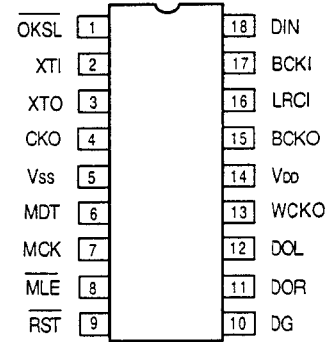 OKSL 1 18 DIN
XTI 2 17 BCKI
XTO 3 16 LRCI
CKO 4 15 BCKO
Vss 5 14 VDD
MDT 6 13 WCKO
MCK 7 12 DOL
MLE 8 11 DOR
RST 9 10 DG